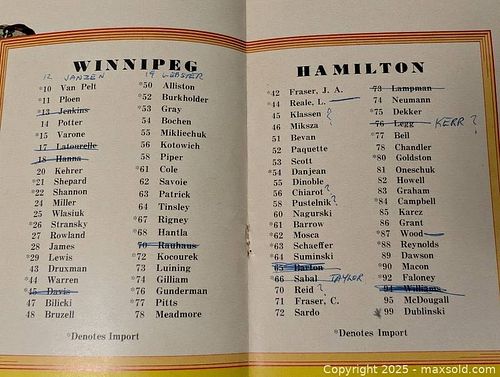 WINNIPEG
12 JANZEN 19 LEBSTER
*10 Van Pelt
*11 Ploen
*13 Jenkins
14 Potter
*15 Varone
17 Latourelle
18 Hanna
20 Kehrer
*21 Shepard
*22 Shannon
24 Miller
25 Wlasiuk
*26 Stransky
27 Rowland
28 James
*29 Lewis
43 Druxman
*44 Warren
*45 Davis
47 Bilicki
48 Bruzell
*50 Alliston
*52 Burkholder
*53 Gray
54 Bochen
55 Mikliechuk
56 Kotowich
58 Piper
*61 Cole
62 Savoie
63 Patrick
64 Tinsley
*67 Rigney
*68 Hantla
70 Rauhaus
*72 Kocourek
73 Luining
*74 Gilliam
*76 Gunderman
*77 Pitts
78 Meadmore
*Denotes Import
HAMILTON
*42 Fraser, J. A.
*44 Reale, L.
45 Klassen ?
46 Miksza ?
51 Bevan
52 Paquette
53 Scott
*54 Danjean
55 Dinoble
56 Chiarot ?
58 Pustelnik ?
60 Nagurski
*61 Barrow
*62 Mosca
*63 Schaeffer
*64 Suminski
65 Barton
*66 Sabal TAYLOR
70 Reid ?
71 Fraser, C.
72 Sardo
73 Lampman
74 Neumann
*75 Dekker
76 Legg KERR ?
*77 Bell
78 Chandler
*80 Goldston
81 Oneschuk
82 Howell
83 Graham
*84 Campbell
85 Karez
86 Grant
*87 Wood
*88 Reynolds
89 Dawson
*90 Macon
*92 Faloney
94 Williams
95 McDougall
99 Dublinski
*Denotes Import
Copyright 2025 - maxsold.com